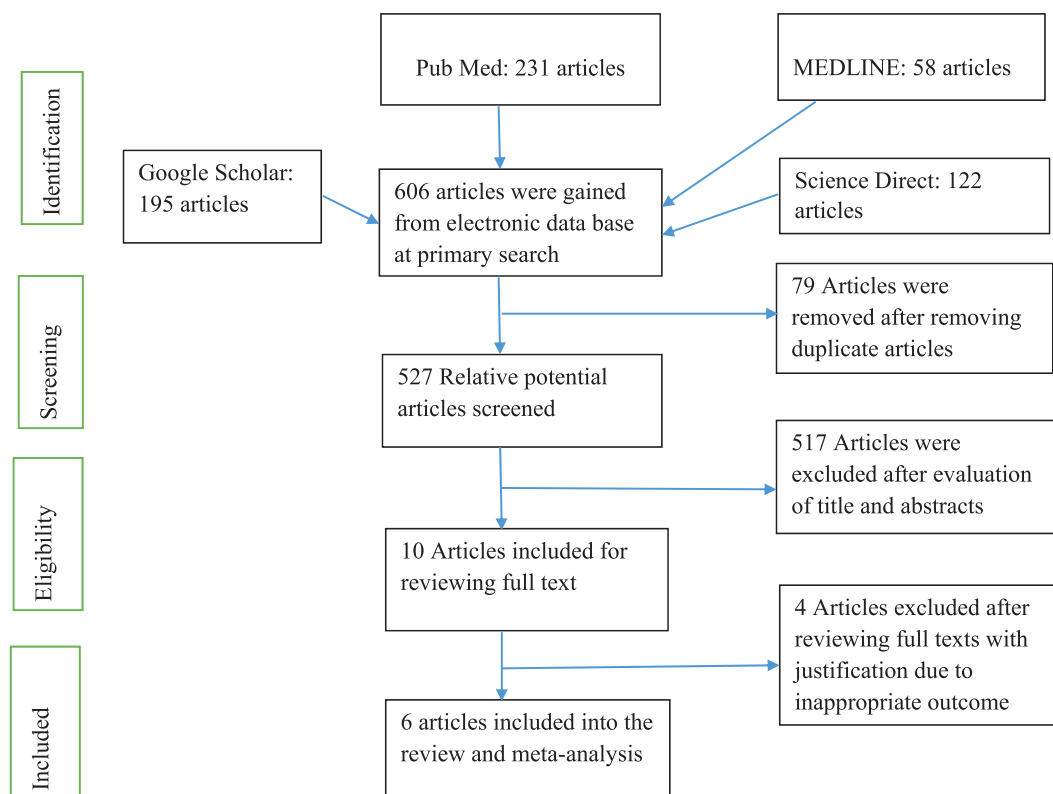 Pub Med: 231 articles
MEDLINE: 58 articles
Identification
Google Scholar:
195 articles
606 articles were gained
from electronic data base
at primary search
Science Direct: 122
articles
Screening
79 Articles were
removed after removing
duplicate articles
527 Relative potential
articles screened
517 Articles were
excluded after evaluation
of title and abstracts
Eligibility
10 Articles included for
reviewing full text
4 Articles excluded after
reviewing full texts with
justification due to
inappropriate outcome
Included
6 articles included into the
review and meta-analysis